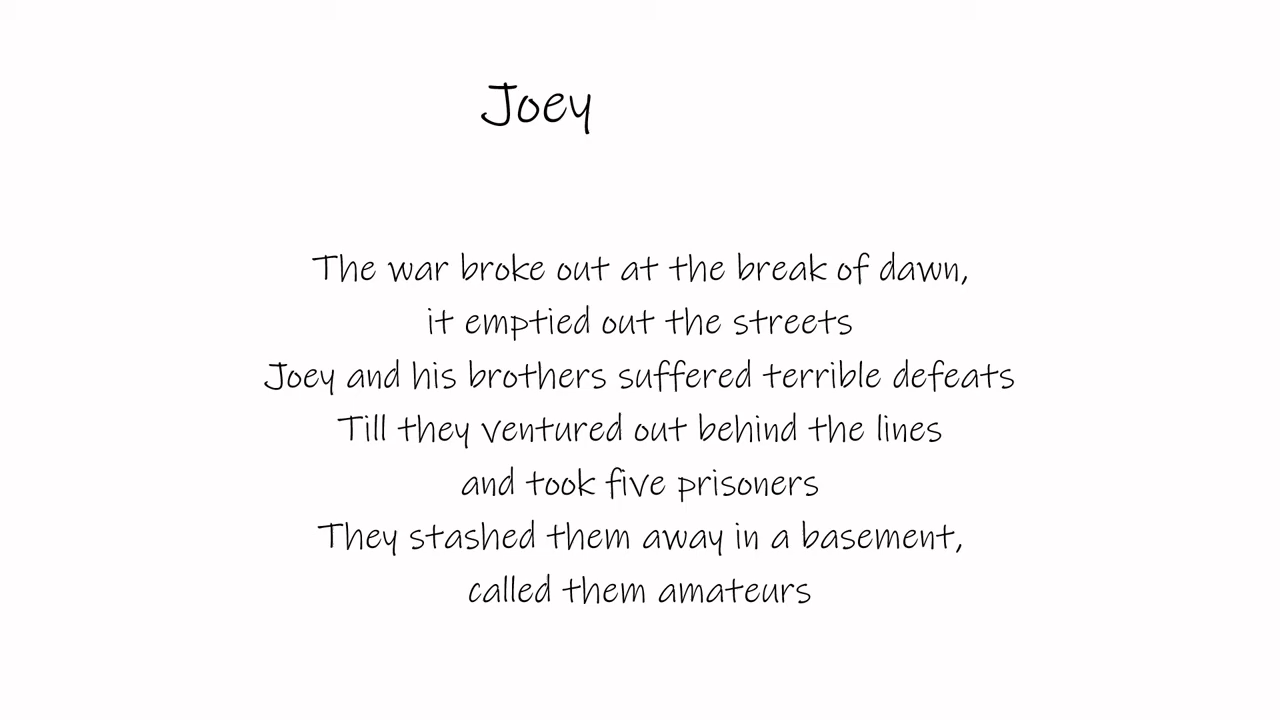 Joey
The war broke out at the break of dawn,
it emptied out the streets
Joey and his brothers suffered terrible defeats
Till they ventured out behind the lines
and took five prisoners
They stashed them away in a basement,
called them amateurs